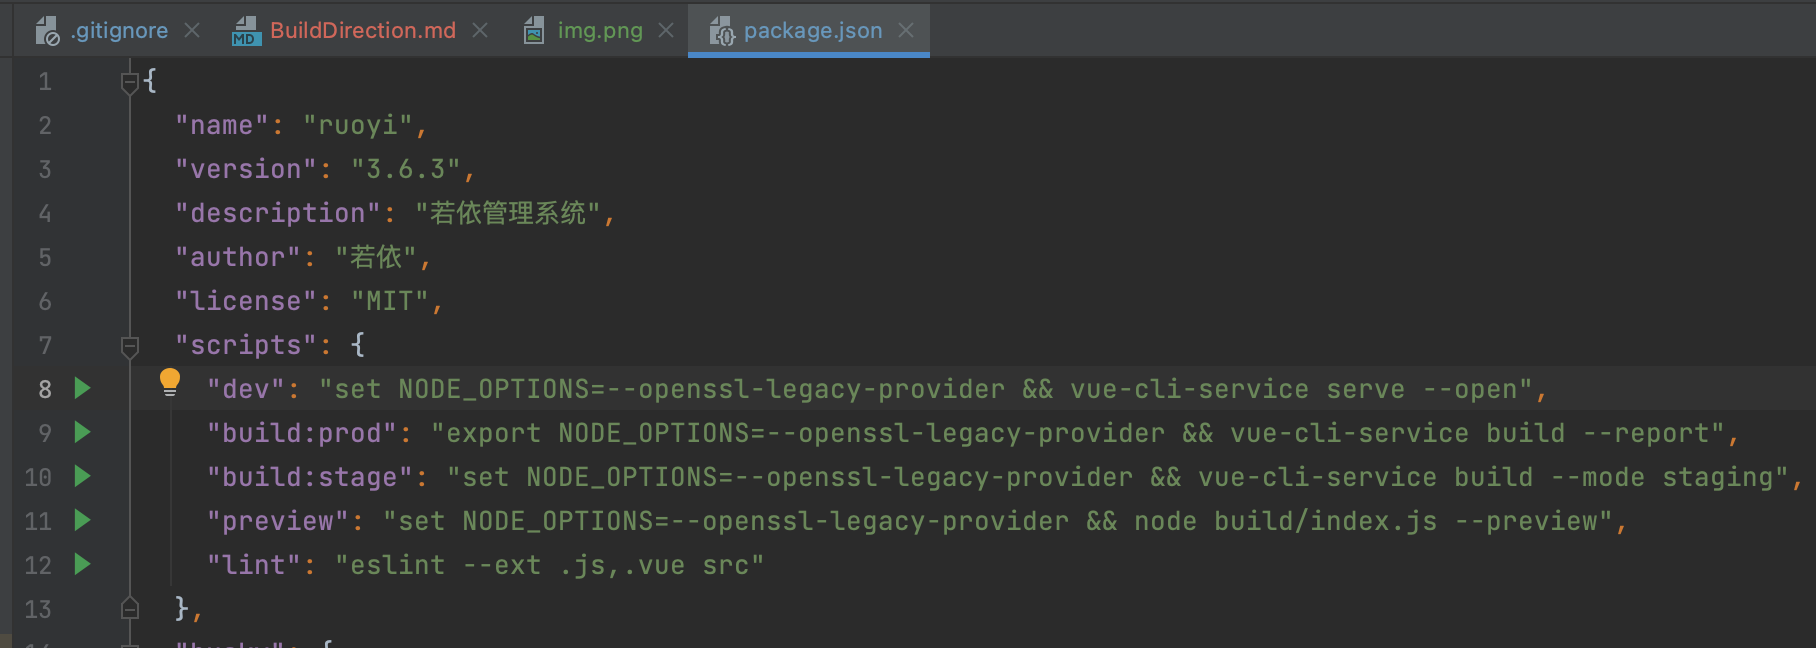 .gitignore BuildDirection.md img.png package.json
1 {
2 "name": "ruoyi",
3 "version": "3.6.3",
4 "description": "若依管理系统",
5 "author": "若依",
6 "license": "MIT",
7 "scripts": {
8 "dev": "set NODE_OPTIONS=--openssl-legacy-provider && vue-cli-service serve --open",
9 "build:prod": "export NODE_OPTIONS=--openssl-legacy-provider && vue-cli-service build --report",
10 "build:stage": "set NODE_OPTIONS=--openssl-legacy-provider && vue-cli-service build --mode staging",
11 "preview": "set NODE_OPTIONS=--openssl-legacy-provider && node build/index.js --preview",
12 "lint": "eslint --ext .js,.vue src"
13 },